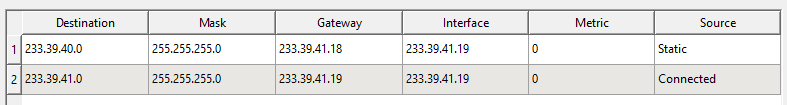 Destination Mask Gateway Interface Metric Source
1 233.39.40.0 255.255.255.0 233.39.41.18 233.39.41.19 0 Static
2 233.39.41.0 255.255.255.0 233.39.41.19 233.39.41.19 0 Connected